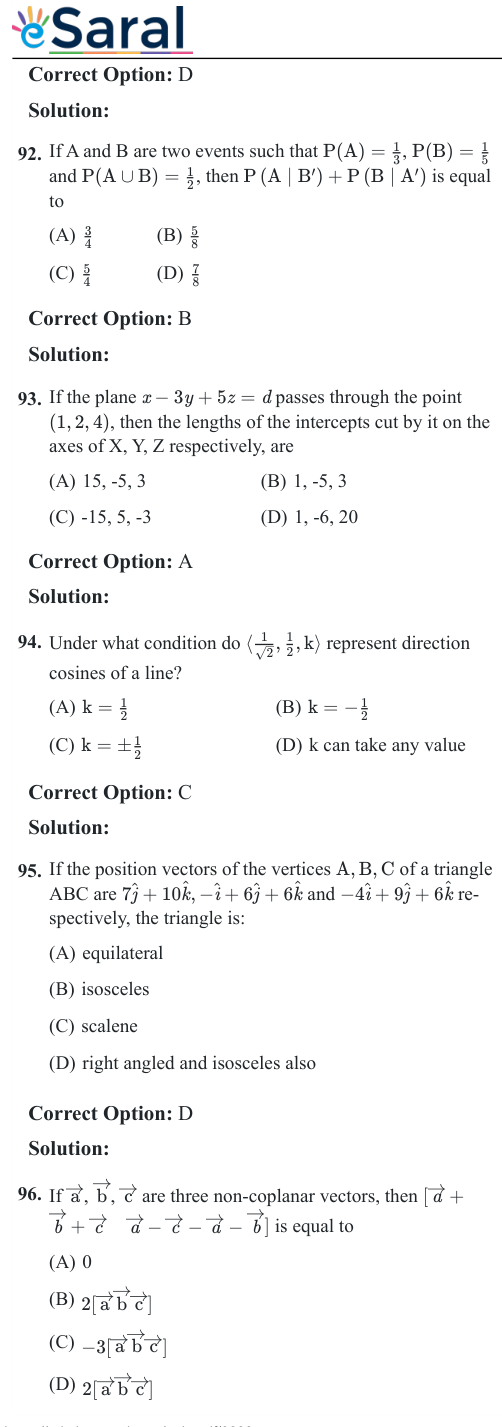 eSaral
Correct Option: D
Solution:
92. If A and B are two events such that P(A) = 1/3, P(B) = 1/5
and P(A ∪ B) = 1/2, then P (A | B′) + P (B | A′) is equal
to
(A) 3/4 (B) 5/8
(C) 5/4 (D) 7/8
Correct Option: B
Solution:
93. If the plane x − 3y + 5z = d passes through the point
(1, 2, 4), then the lengths of the intercepts cut by it on the
axes of X, Y, Z respectively, are
(A) 15, -5, 3 (B) 1, -5, 3
(C) -15, 5, -3 (D) 1, -6, 20
Correct Option: A
Solution:
94. Under what condition do ⟨1/√2, 1/2, k⟩ represent direction
cosines of a line?
(A) k = 1/2 (B) k = −1/2
(C) k = ±1/2 (D) k can take any value
Correct Option: C
Solution:
95. If the position vectors of the vertices A, B, C of a triangle
ABC are 7ĵ + 10k̂, −î + 6ĵ + 6k̂ and −4î + 9ĵ + 6k̂ re-
spectively, the triangle is:
(A) equilateral
(B) isosceles
(C) scalene
(D) right angled and isosceles also
Correct Option: D
Solution:
96. If a⃗, b⃗, c⃗ are three non-coplanar vectors, then [a⃗ +
b⃗ + c⃗ a⃗ − c⃗ − a⃗ − b⃗] is equal to
(A) 0
(B) 2[a⃗ b⃗ c⃗]
(C) −3[a⃗ b⃗ c⃗]
(D) 2[a⃗ b⃗ c⃗]